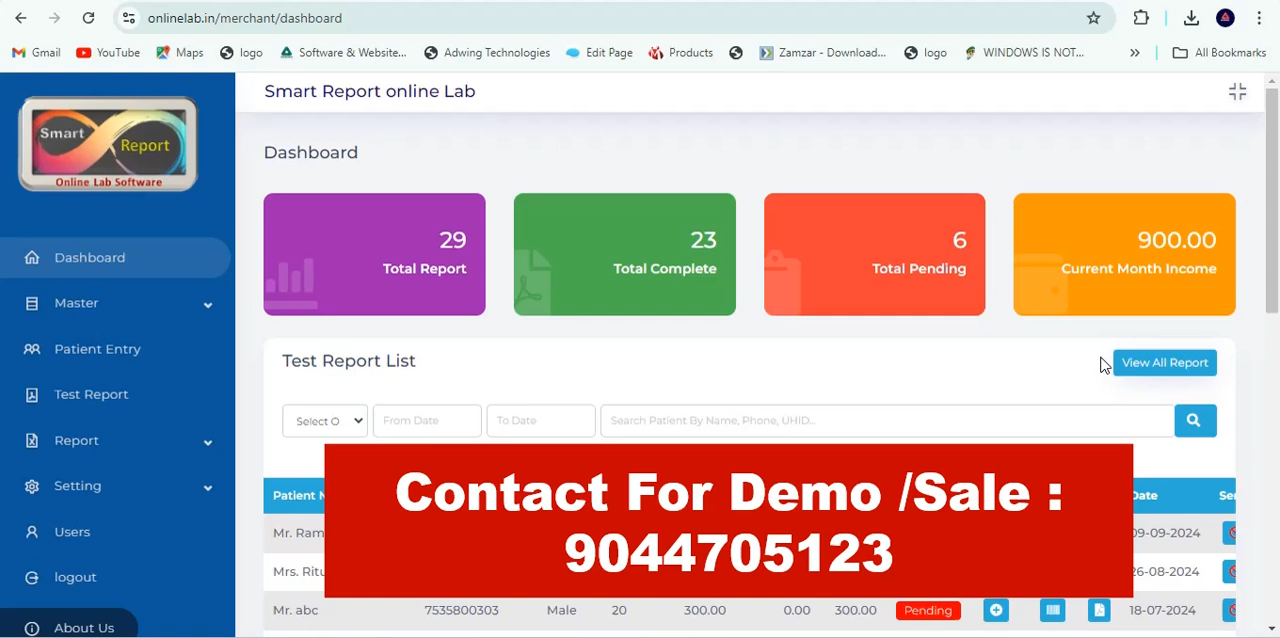 onlinelab.in/merchant/dashboard
Gmail YouTube Maps logo Software & Website... Adwing Technologies Edit Page Products Zamzar - Download... logo WINDOWS IS NOT... » All Bookmarks
Smart Report
Online Lab Software
Smart Report online Lab
Dashboard
Dashboard
Master
Patient Entry
Test Report
Report
Setting
Users
logout
About Us
29
Total Report
23
Total Complete
6
Total Pending
900.00
Current Month Income
Test Report List
View All Report
Select O From Date To Date Search Patient By Name, Phone, UHID...
Contact For Demo /Sale :
9044705123
Patient Date
Mr. Ram 09-09-2024
Mrs. Ritu 26-08-2024
Mr. abc 7535800303 Male 20 300.00 0.00 300.00 Pending 18-07-2024